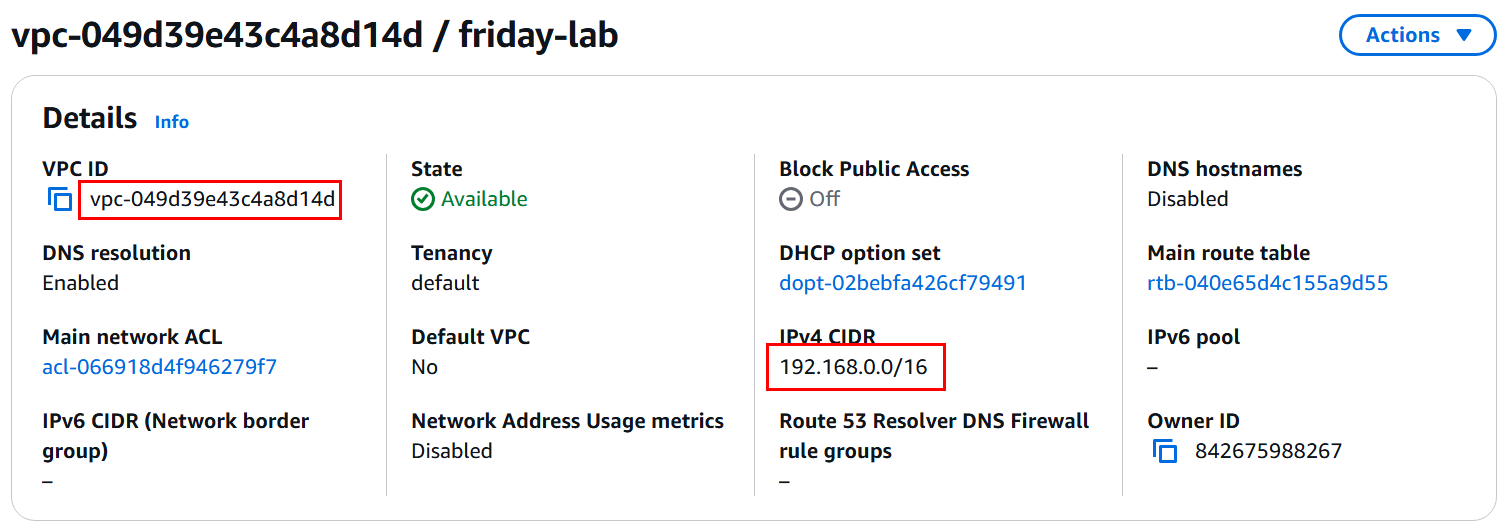 vpc-049d39e43c4a8d14d / friday-lab
Actions
Details Info
VPC ID
vpc-049d39e43c4a8d14d
State
Available
Block Public Access
Off
DNS hostnames
Disabled
DNS resolution
Enabled
Tenancy
default
DHCP option set
dopt-02bebfa426cf79491
Main route table
rtb-040e65d4c155a9d55
Main network ACL
acl-066918d4f946279f7
Default VPC
No
IPv4 CIDR
192.168.0.0/16
IPv6 pool
–
IPv6 CIDR (Network border
group)
–
Network Address Usage metrics
Disabled
Route 53 Resolver DNS Firewall
rule groups
–
Owner ID
842675988267